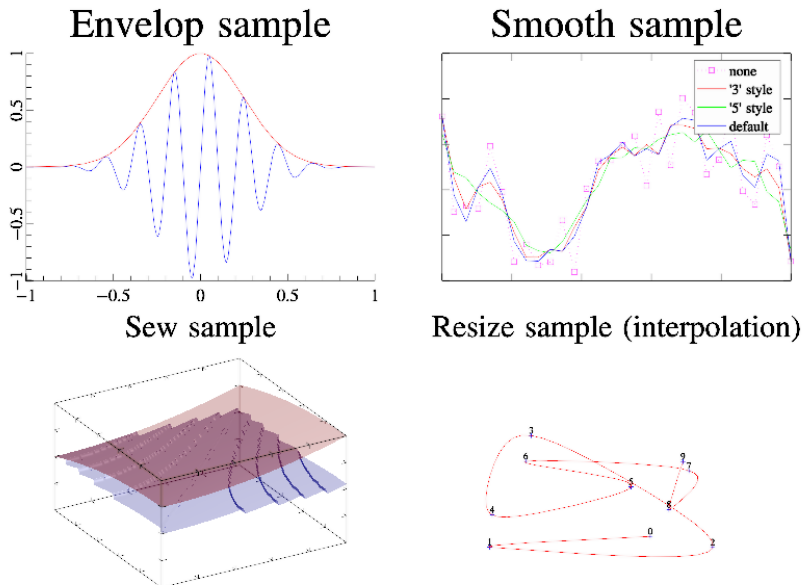 Envelop sample
Smooth sample
1
0.5
0
−0.5
−1
−1
−0.5
0
0.5
1
none
'3' style
'5' style
default
Sew sample
Resize sample (interpolation)
3
6
9
7
5
8
4
0
1
2